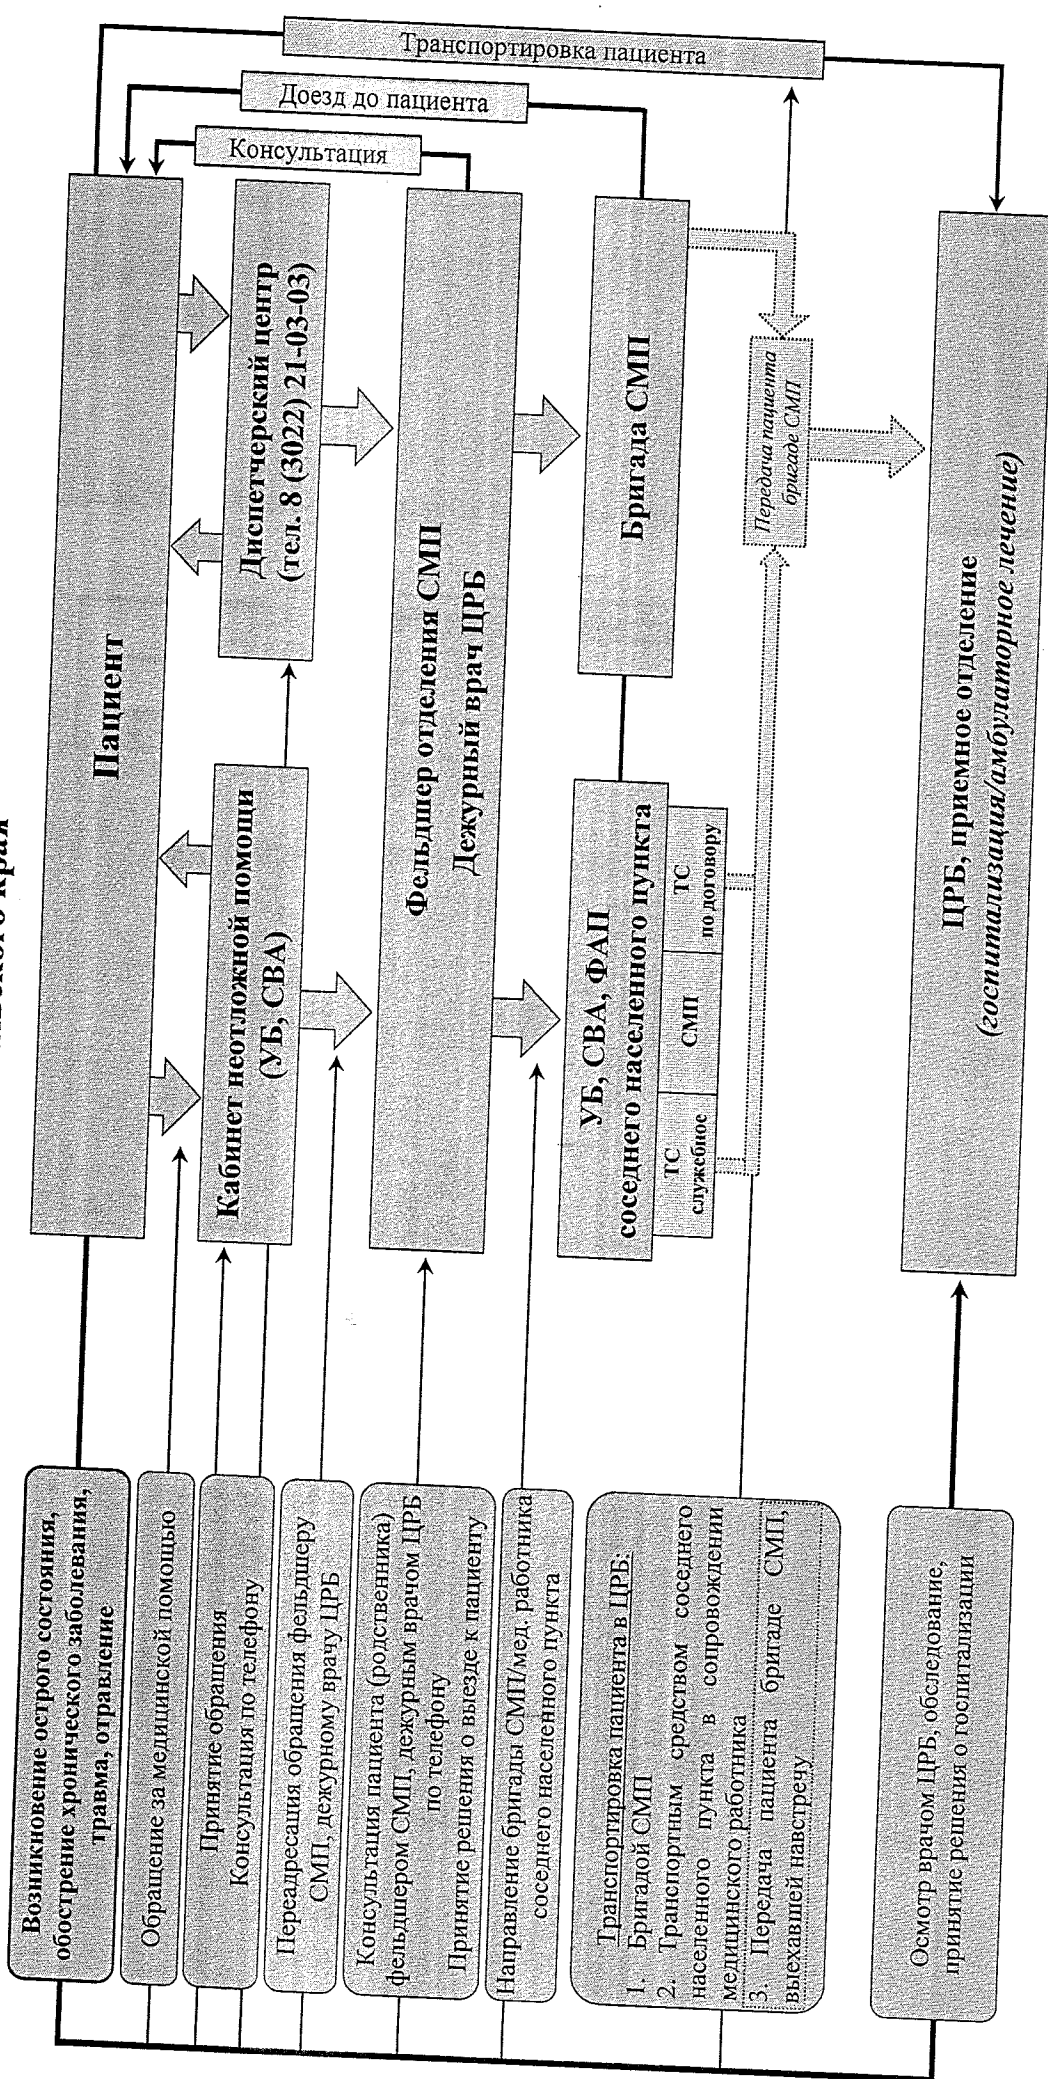 Возникновение острого состояния,
обострение хронического заболевания,
травма, отравление
Обращение за медицинской помощью
Принятие обращения
Консультация по телефону
Переадресация обращения фельдшеру
СМП, дежурному врачу ЦРБ
Консультация пациента (родственника)
фельдшером СМП, дежурным врачом ЦРБ
по телефону
Принятие решения о выезде к пациенту
Направление бригады СМП/мед. работника
соседнего населенного пункта
Транспортировка пациента в ЦРБ:
1. Бригадой СМП
2. Транспортным средством соседнего
населенного пункта в сопровождении
медицинского работника
3. Передача пациента бригаде СМП,
выехавшей навстречу
Осмотр врачом ЦРБ, обследование,
принятие решения о госпитализации
края
Пациент
Кабинет неотложной помощи
(УБ, СВА)
Диспетчерский центр
(тел. 8 (3022) 21-03-03)
Фельдшер отделения СМП
Дежурный врач ЦРБ
УБ, СВА, ФАП
соседнего населенного пункта
ТС
служебное
СМП
ТС
по договору
Бригада СМП
Передача пациента
бригаде СМП
ЦРБ, приемное отделение
(госпитализация/амбулаторное лечение)
Консультация
Доезд до пациента
Транспортировка пациента